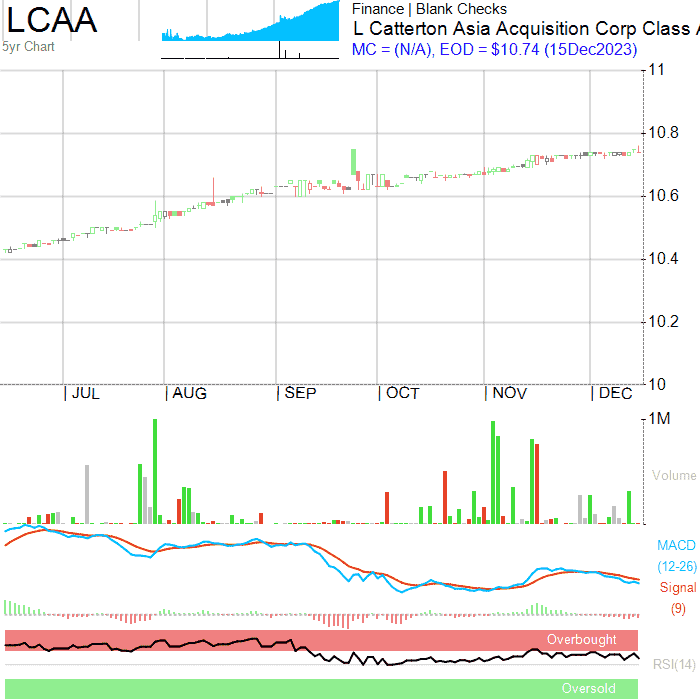 LCAA
5yr Chart
Finance | Blank Checks
L Catterton Asia Acquisition Corp Class A
MC = (N/A), EOD = $10.74 (15Dec2023)
11
10.8
10.6
10.4
10.2
10
JUL
AUG
SEP
OCT
NOV
DEC
1M
Volume
MACD
(12-26)
Signal
(9)
Overbought
RSI(14)
Oversold